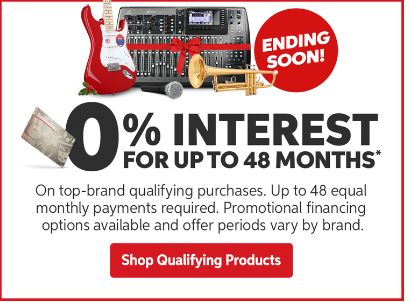 ENDING
SOON!
0% INTEREST
FOR UP TO 48 MONTHS*
On top-brand qualifying purchases. Up to 48 equal
monthly payments required. Promotional financing
options available and offer periods vary by brand.
Shop Qualifying Products